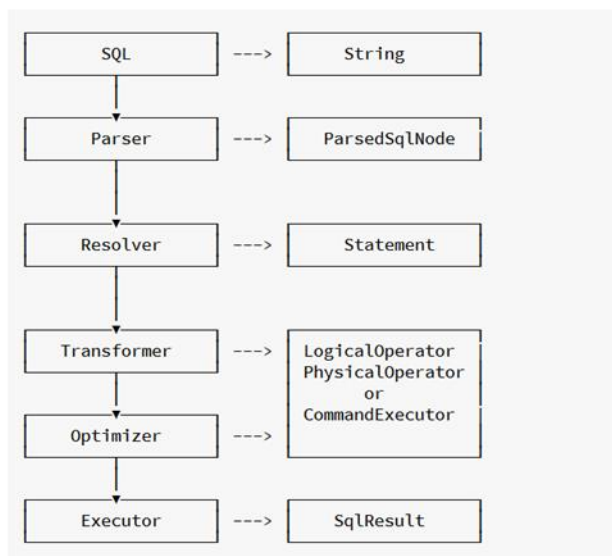 SQL ---> String
Parser ---> ParsedSqlNode
Resolver ---> Statement
Transformer ---> LogicalOperator
PhysicalOperator
or
CommandExecutor
Optimizer --->
Executor ---> SqlResult